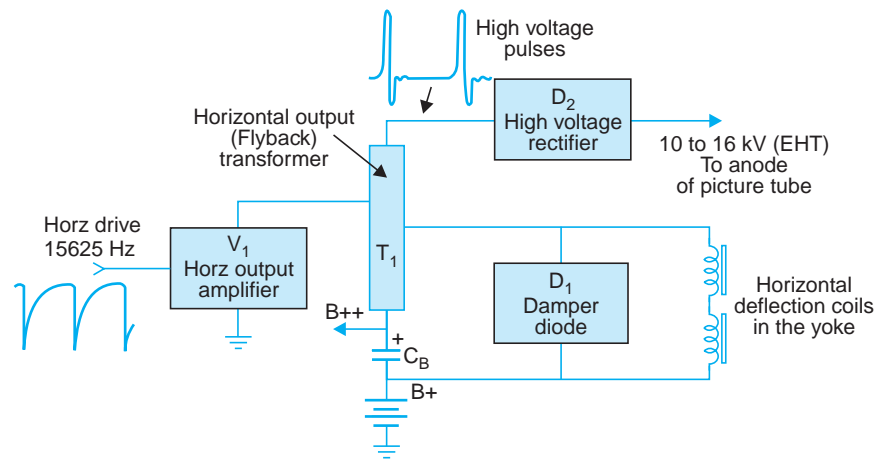 High voltage
pulses
D2
High voltage
rectifier
Horizontal output
(Flyback)
transformer
10 to 16 kV (EHT)
To anode
of picture tube
Horz drive
15625 Hz
V1
Horz output
amplifier
T1
D1
Damper
diode
Horizontal
deflection coils
in the yoke
B++
+
CB
B+